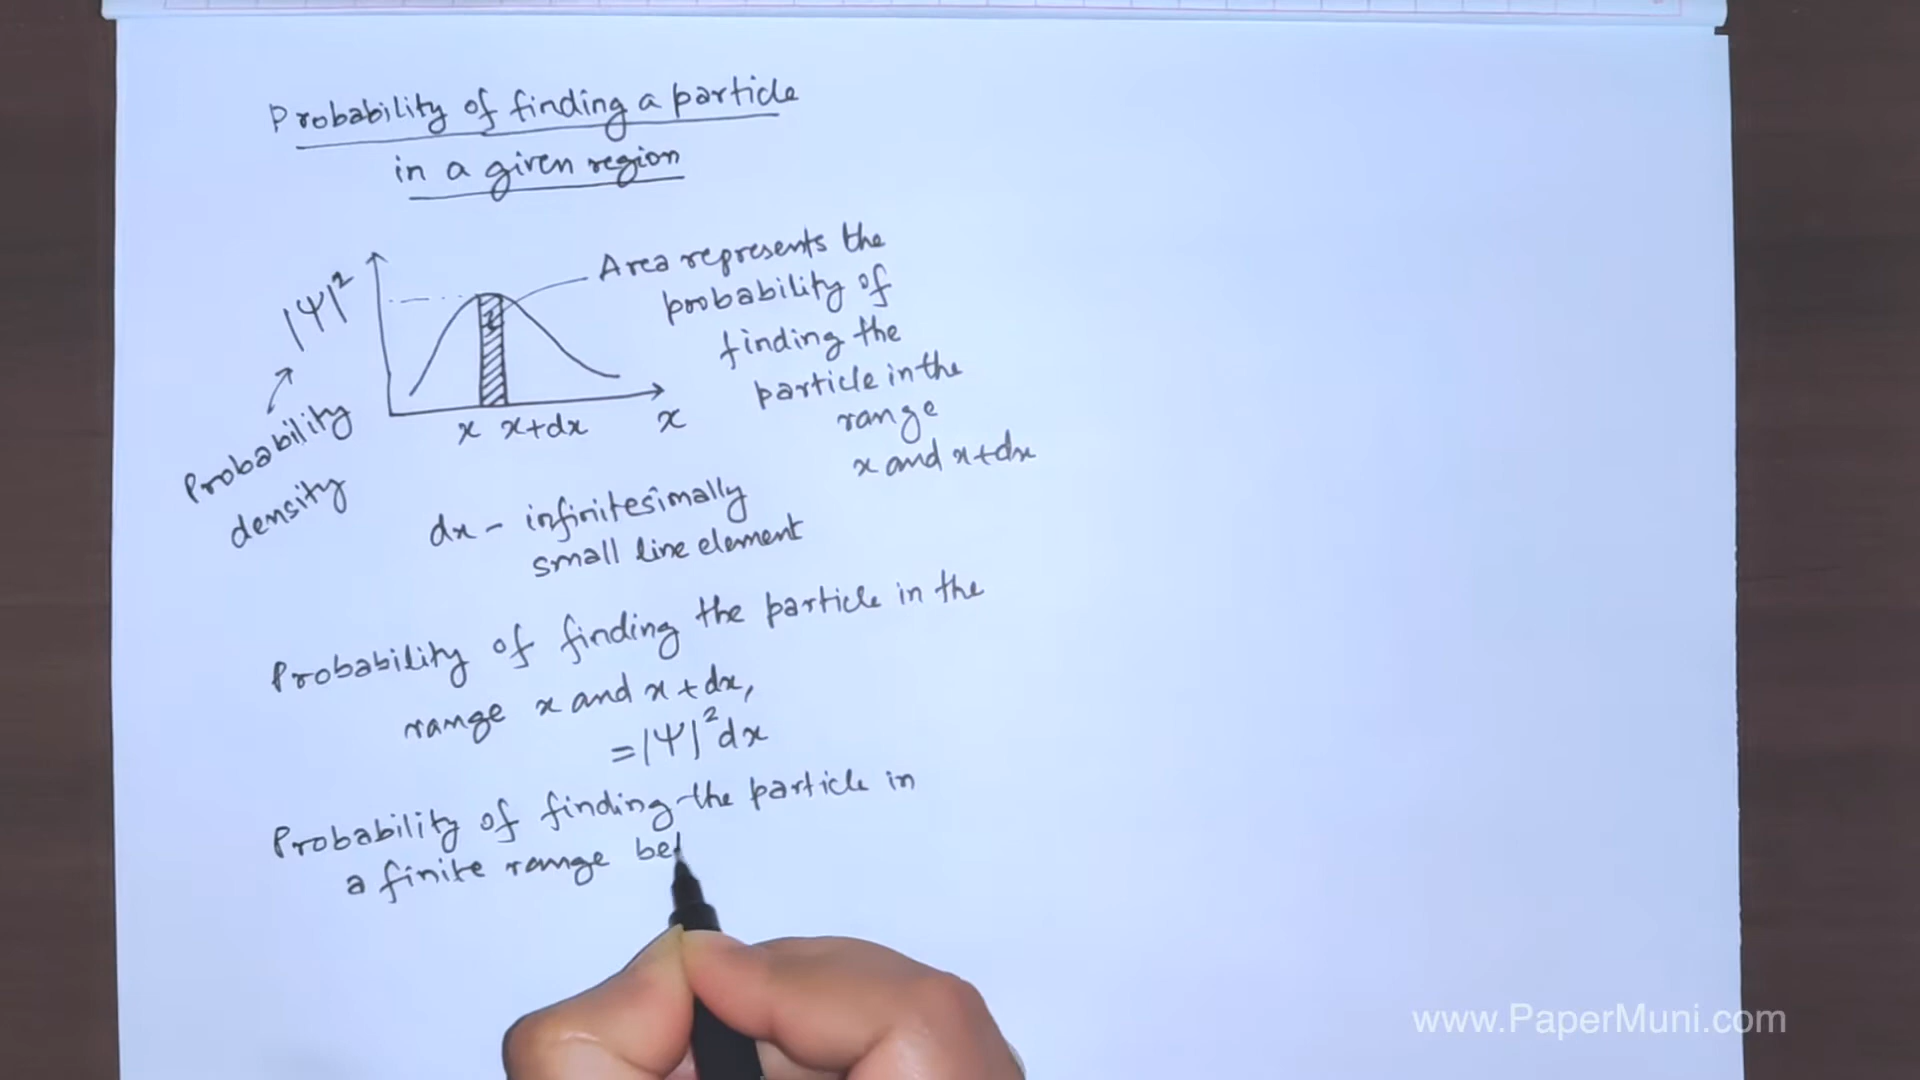 Probability of finding a particle
in a given region
|Ψ|²
Probability
density
x x+dx
x
Area represents the
probability of
finding the
particle in the
range
x and x+dx
dx - infinitesimally
small line element
Probability of finding the particle in the
range x and x+dx,
=|Ψ|²dx
Probability of finding the particle in
a finite range bet
www.PaperMuni.com